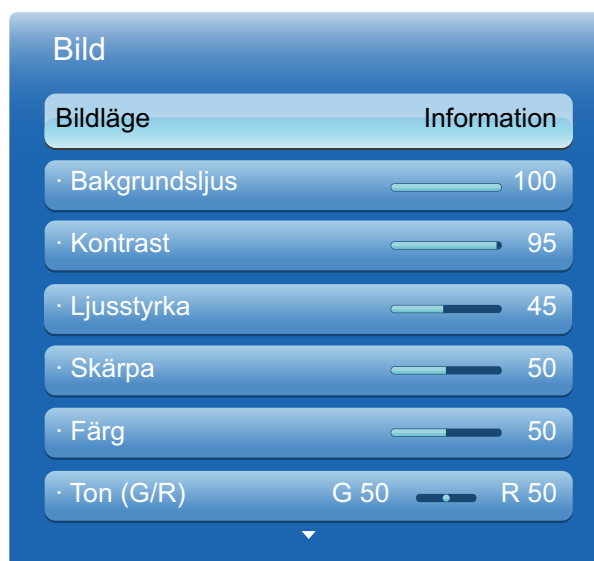 Bild
Bildläge Information
· Bakgrundsljus 100
· Kontrast 95
· Ljusstyrka 45
· Skärpa 50
· Färg 50
· Ton (G/R) G 50 R 50